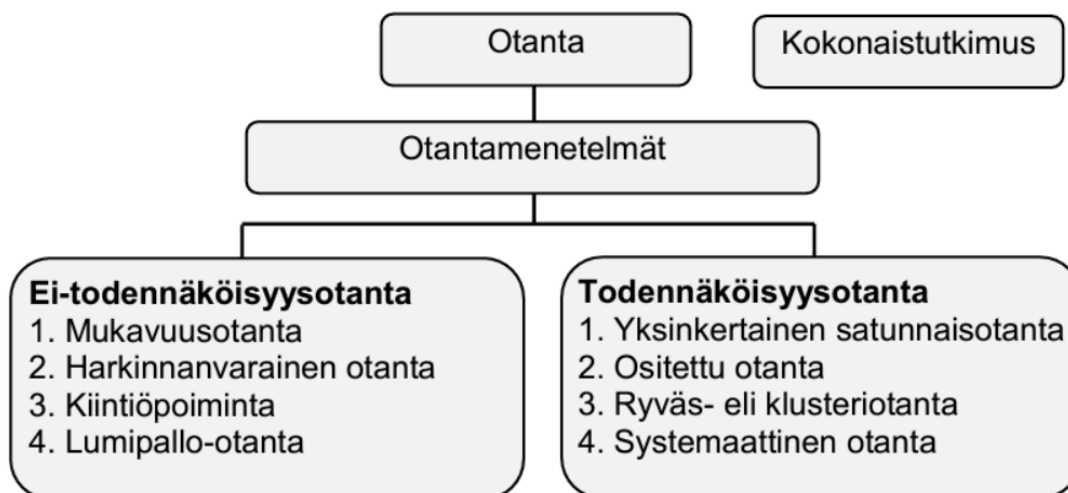 Otanta
Kokonaistutkimus
Otantamenetelmät
Ei-todennäköisyysotanta
1. Mukavuusotanta
2. Harkinnanvarainen otanta
3. Kiintiöpoiminta
4. Lumipallo-otanta
Todennäköisyysotanta
1. Yksinkertainen satunnaisotanta
2. Ositettu otanta
3. Ryväs- eli klusteriotanta
4. Systemaattinen otanta